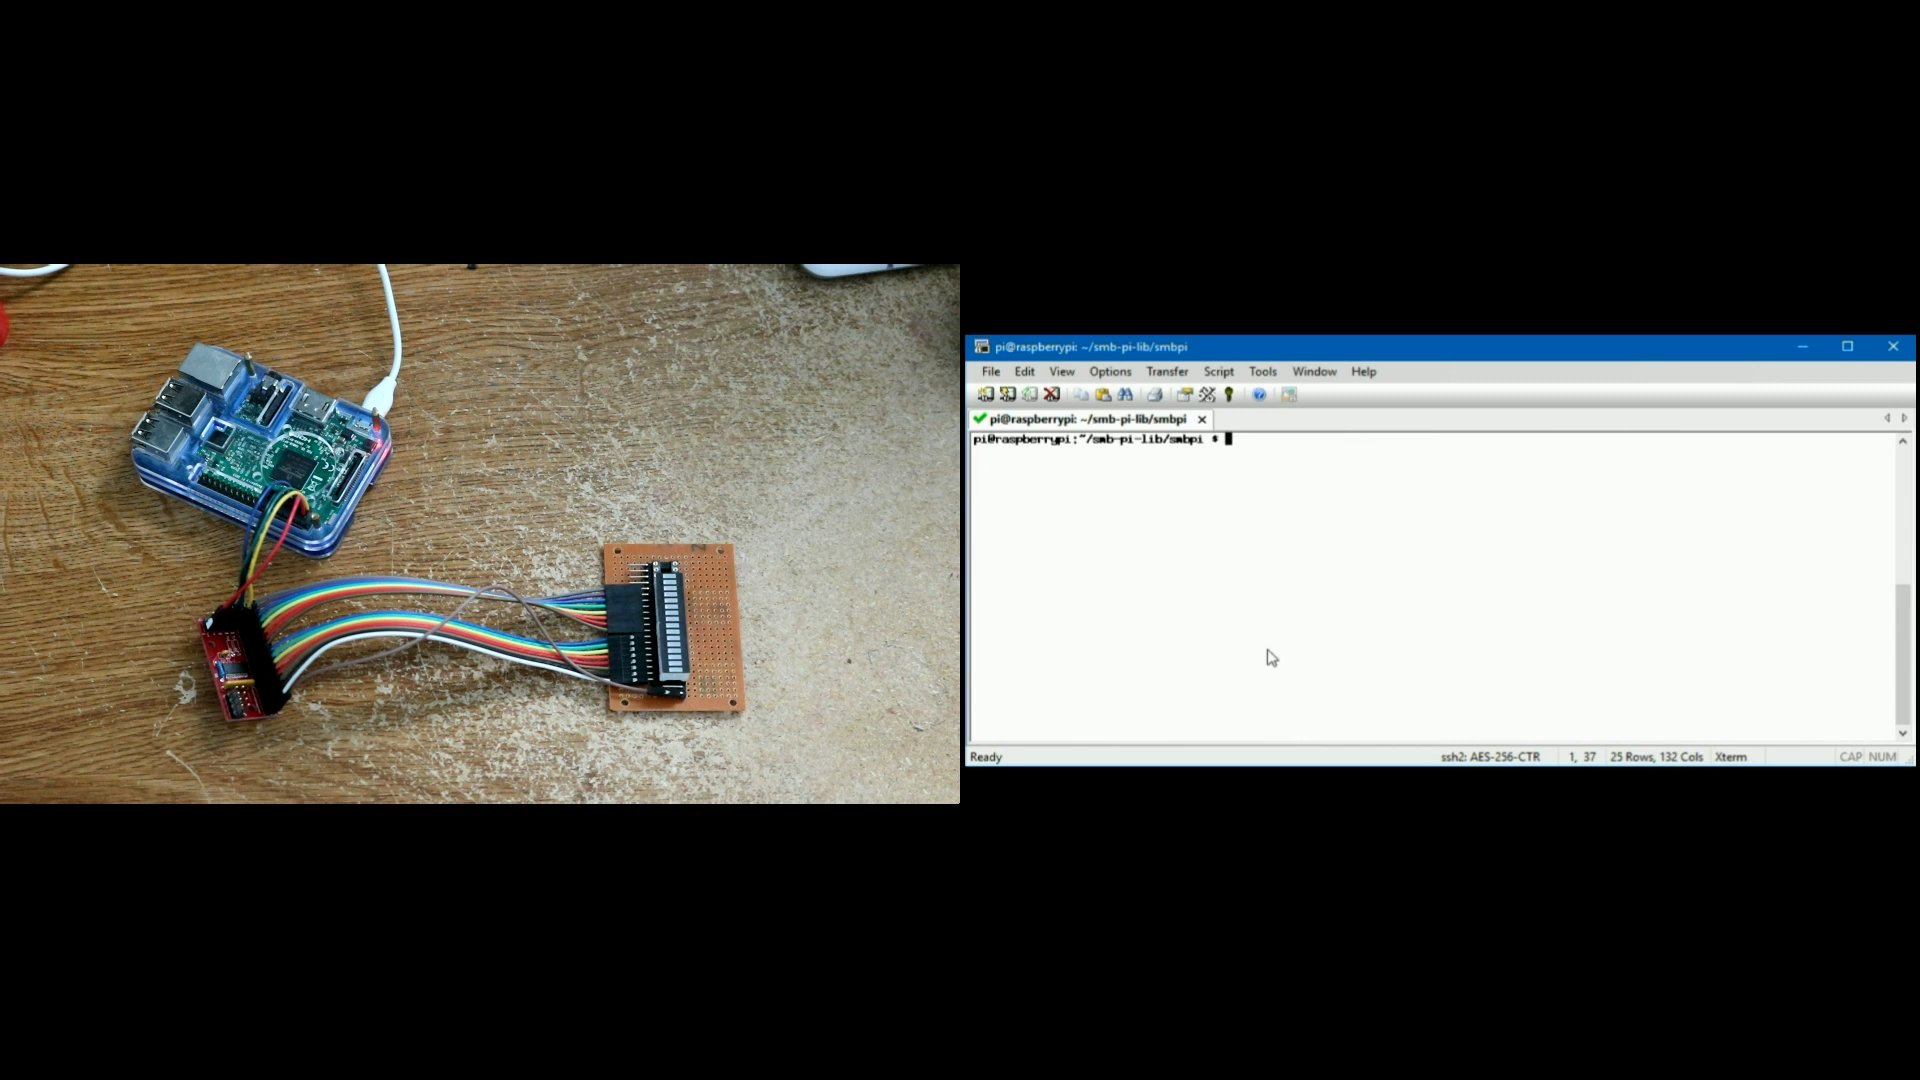 pi@raspberrypi: ~/smb-pi-lib/smbpi
File Edit View Options Transfer Script Tools Window Help
pi@raspberrypi: ~/smb-pi-lib/smbpi
pi@raspberrypi:~/smb-pi-lib/smbpi $
Ready ssh2: AES-256-CTR 1, 37 25 Rows, 132 Cols Xterm CAP NUM